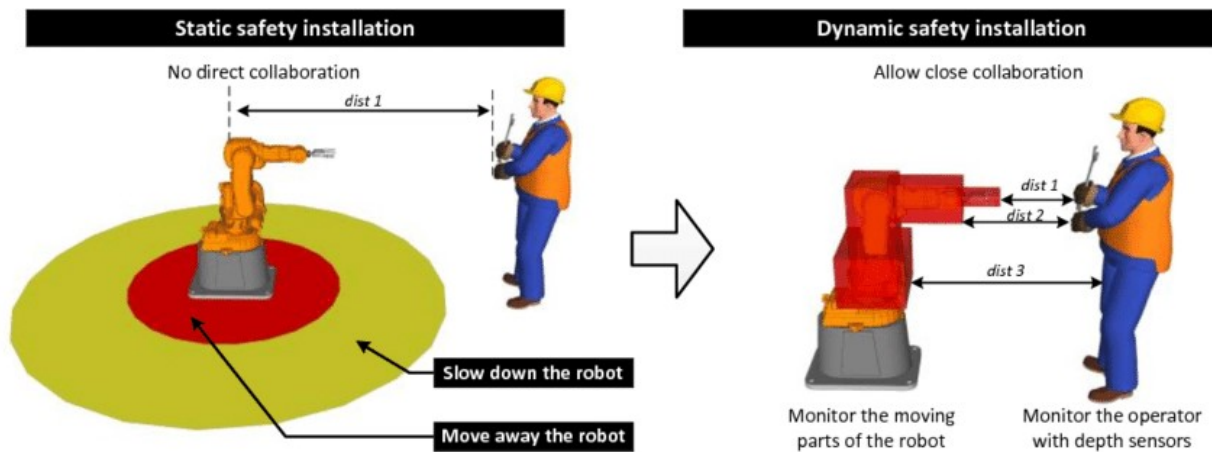 Static safety installation
No direct collaboration
dist 1
Slow down the robot
Move away the robot
Dynamic safety installation
Allow close collaboration
dist 1
dist 2
dist 3
Monitor the moving
parts of the robot
Monitor the operator
with depth sensors